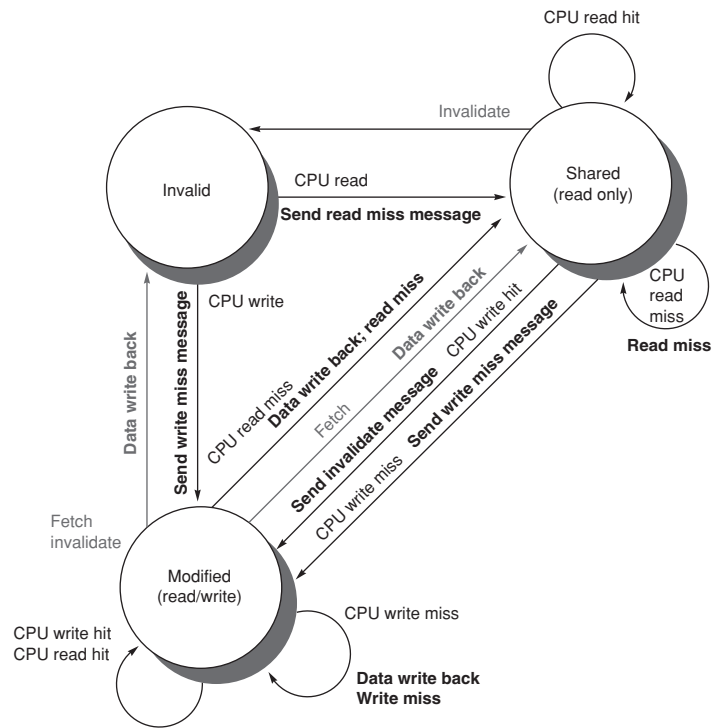 CPU read hit
Invalidate
Invalid
CPU read
Send read miss message
Shared
(read only)
CPU
read
miss
Read miss
CPU write
Send write miss message
Data write back
Fetch
invalidate
CPU read miss
Data write back; read miss
Fetch
Data write back
Send invalidate message
CPU write hit
CPU write miss
Send write miss message
Modified
(read/write)
CPU write hit
CPU read hit
CPU write miss
Data write back
Write miss